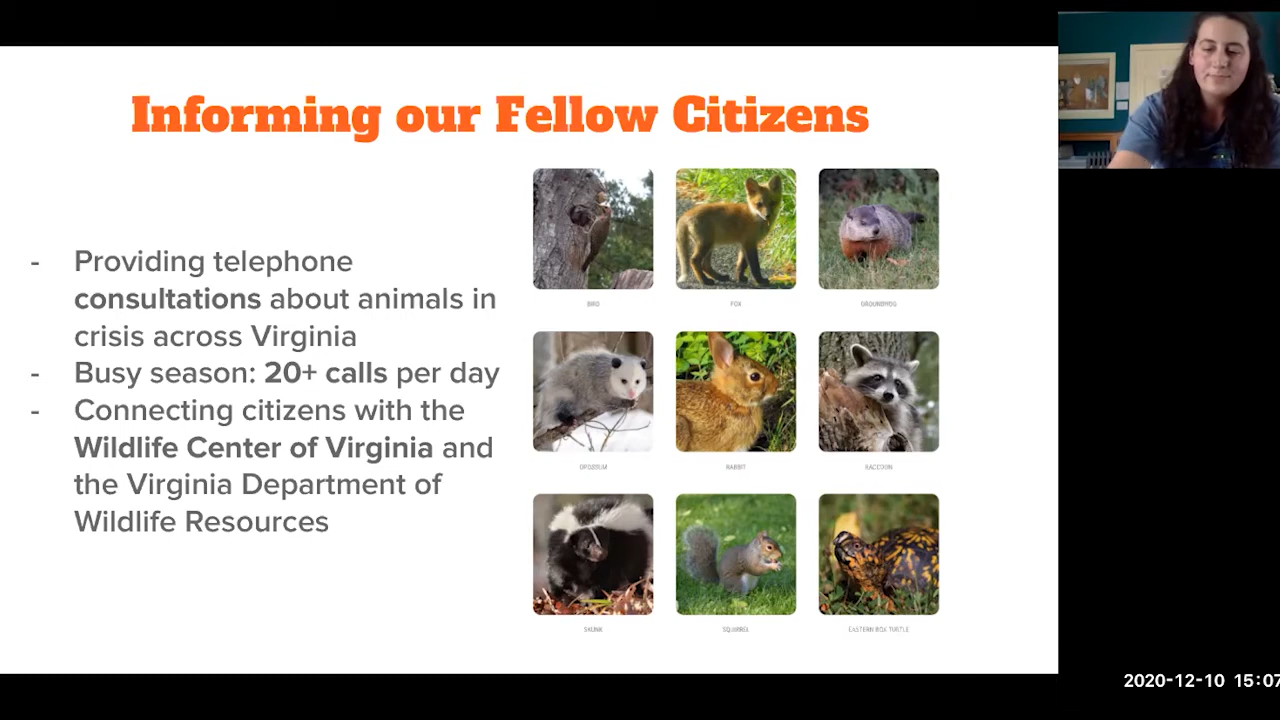 Informing our Fellow Citizens
- Providing telephone
consultations about animals in
crisis across Virginia
- Busy season: 20+ calls per day
- Connecting citizens with the
Wildlife Center of Virginia and
the Virginia Department of
Wildlife Resources
BIRD
FOX
GROUNDHOG
OPOSSUM
RABBIT
RACCOON
SKUNK
SQUIRREL
EASTERN BOX TURTLE
2020-12-10 15:07